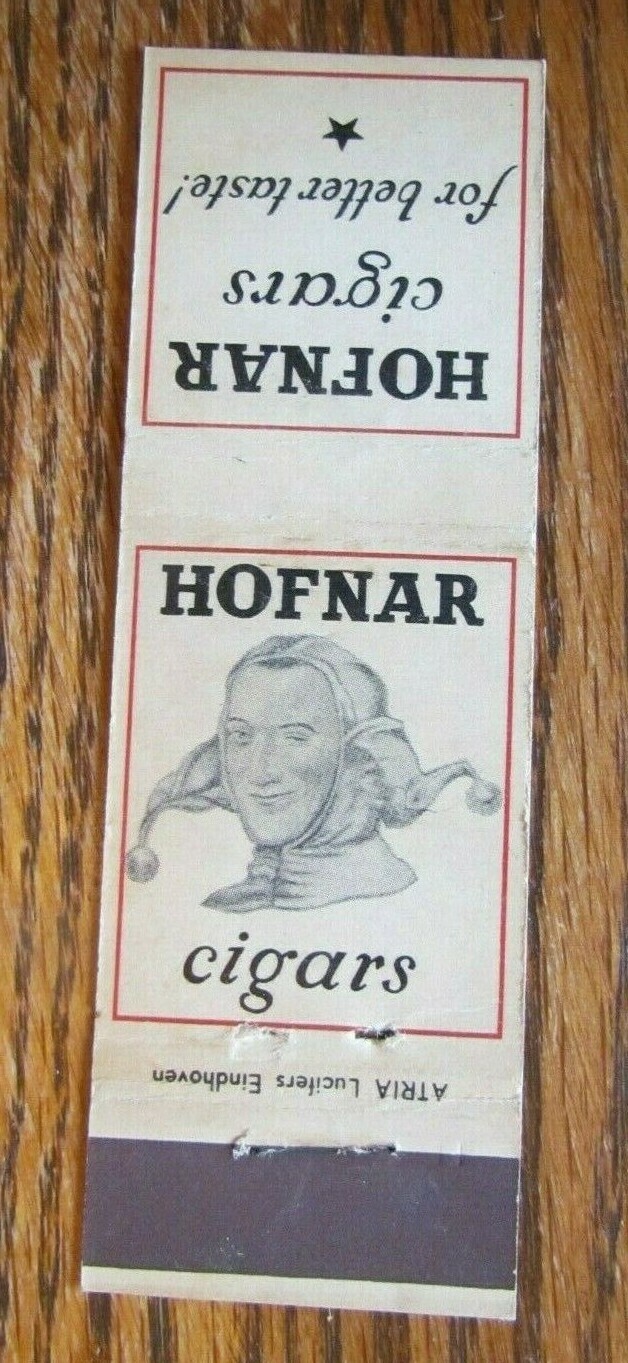 HOFNAR
cigars
for better taste!
HOFNAR
cigars
ATRIA Lucifers Eindhoven